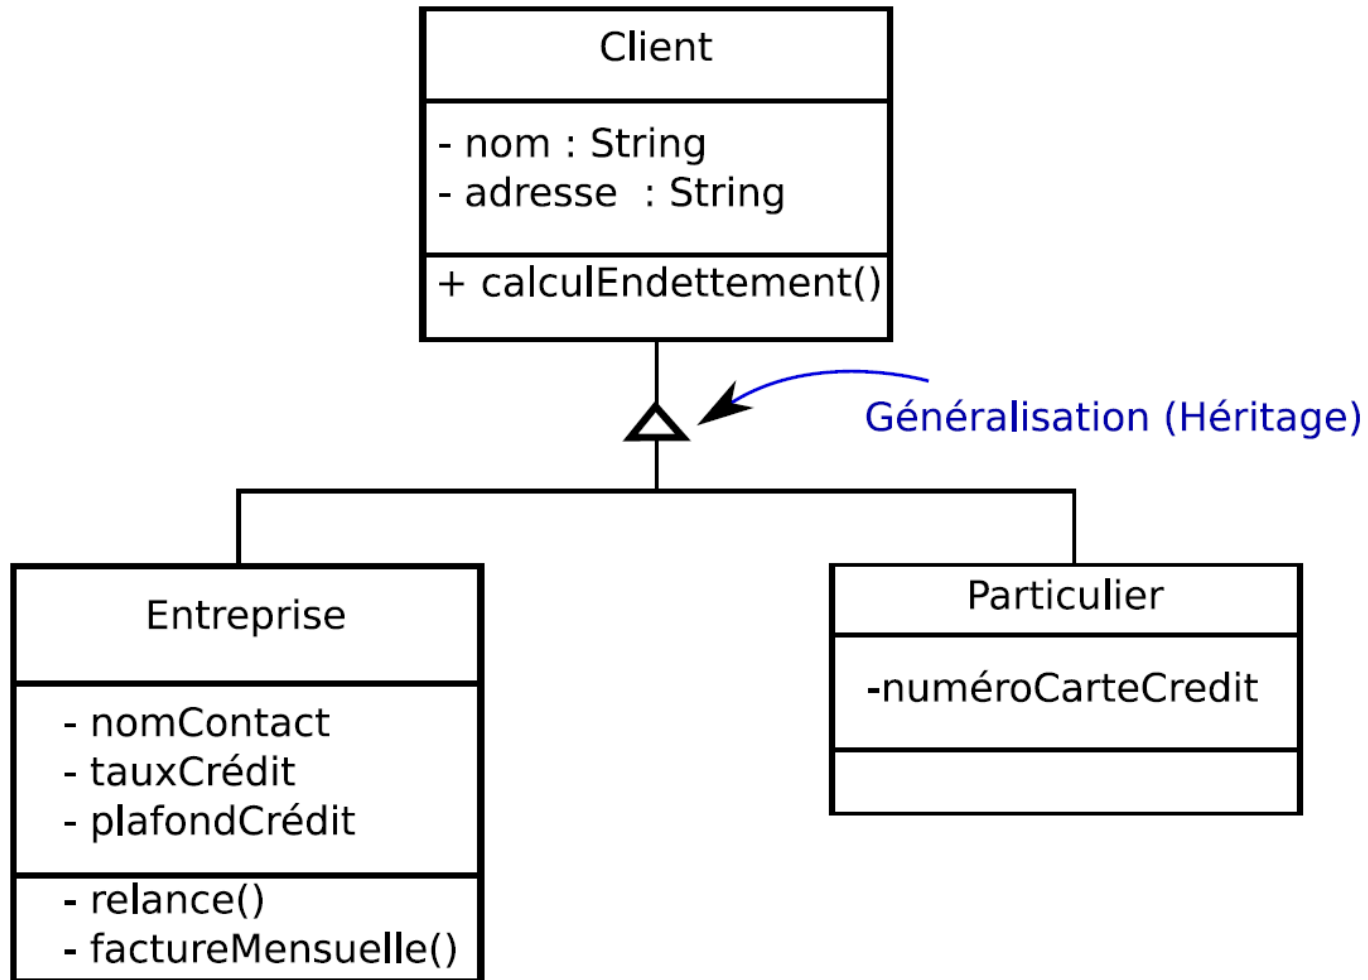 Client
- nom : String
- adresse  : String
+ calculEndettement()
Généralisation (Héritage)
Entreprise
- nomContact
- tauxCrédit
- plafondCrédit
- relance()
- factureMensuelle()
Particulier
-numéroCarteCredit